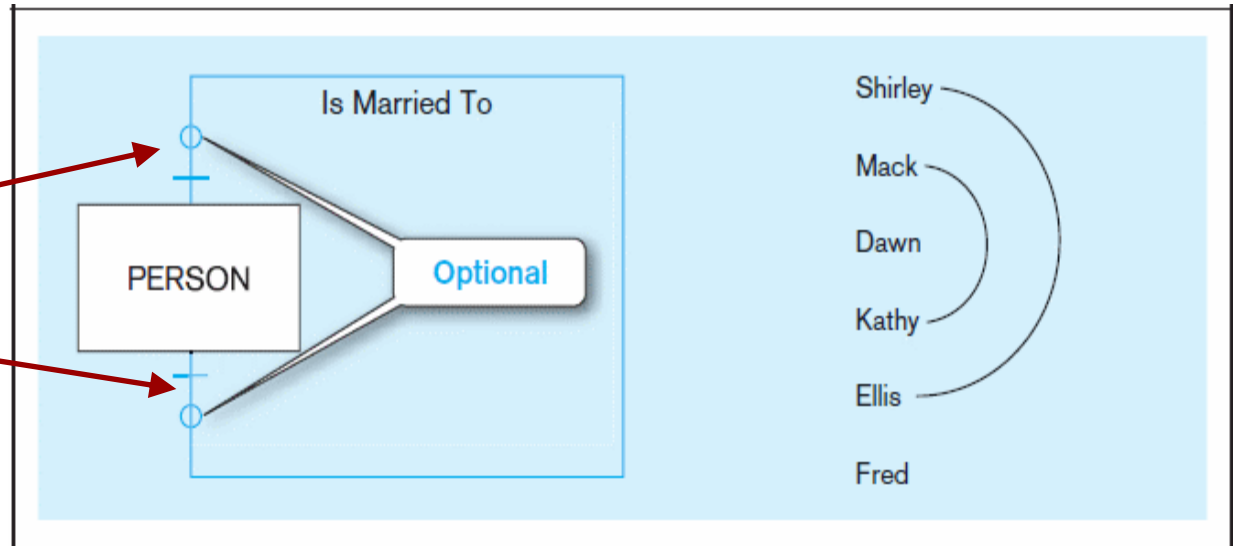 Is Married To
PERSON
Optional
Shirley
Mack
Dawn
Kathy
Ellis
Fred